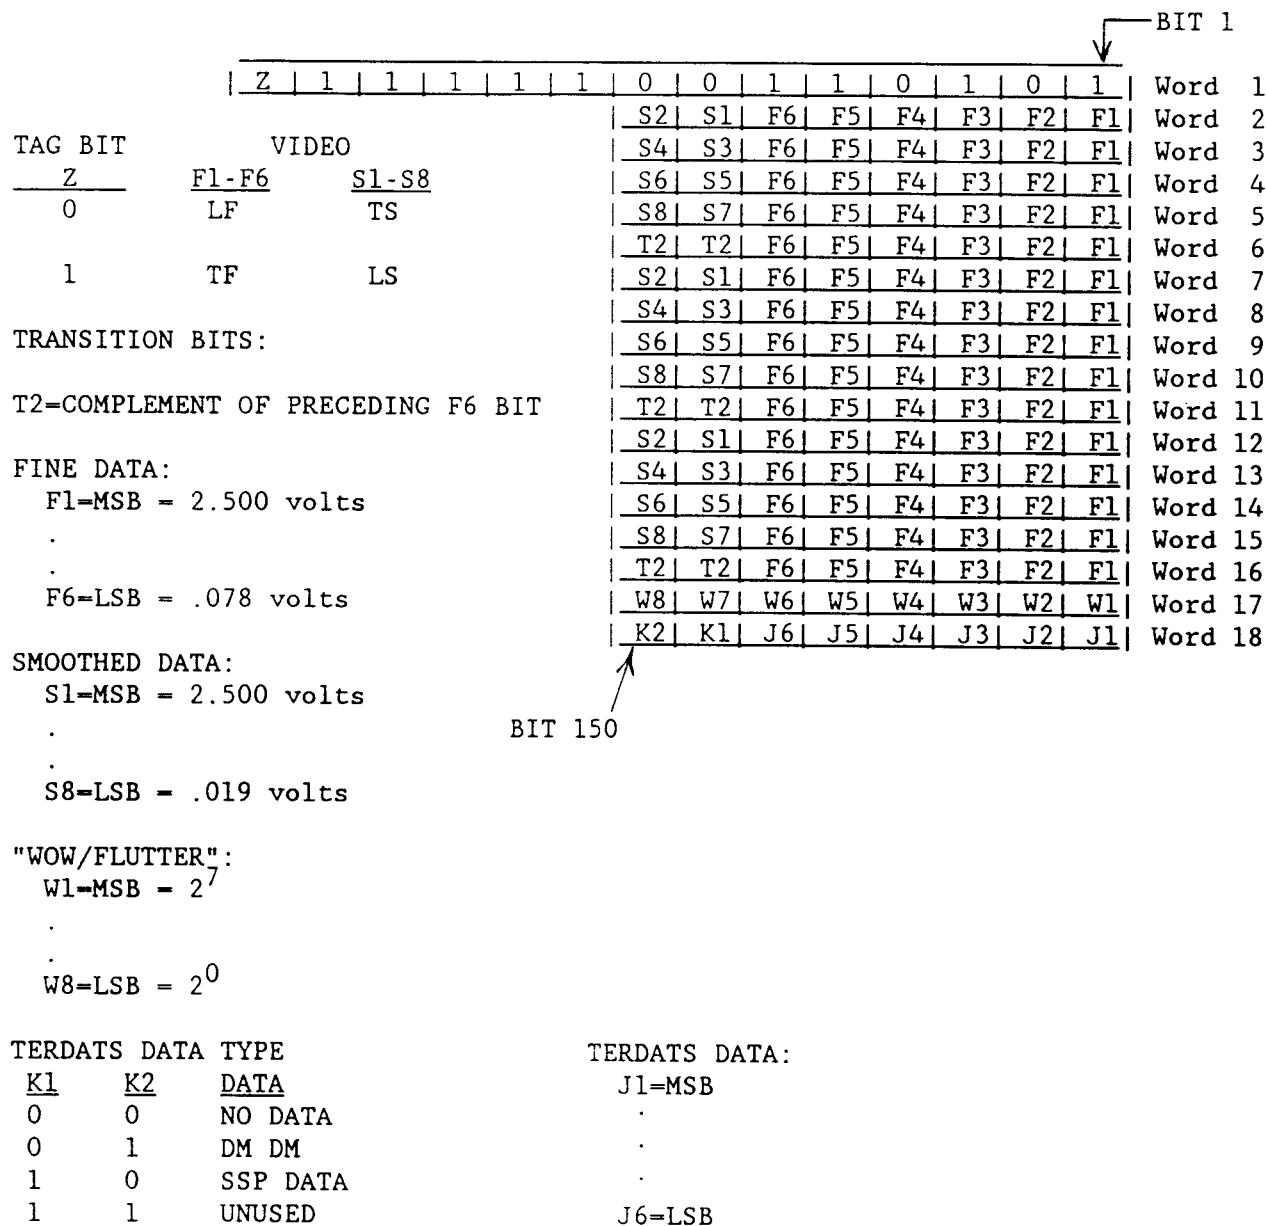 BIT 1
| Z | 1 | 1 | 1 | 1 | 1 | 0 | 0 | 1 | 1 | 0 | 1 | 0 | 1 | Word 1
| S2| S1| F6| F5| F4| F3| F2| F1| Word 2
TAG BIT VIDEO | S4| S3| F6| F5| F4| F3| F2| F1| Word 3
Z F1-F6 S1-S8 | S6| S5| F6| F5| F4| F3| F2| F1| Word 4
0 LF TS | S8| S7| F6| F5| F4| F3| F2| F1| Word 5
| T2| T2| F6| F5| F4| F3| F2| F1| Word 6
1 TF LS | S2| S1| F6| F5| F4| F3| F2| F1| Word 7
| S4| S3| F6| F5| F4| F3| F2| F1| Word 8
TRANSITION BITS: | S6| S5| F6| F5| F4| F3| F2| F1| Word 9
| S8| S7| F6| F5| F4| F3| F2| F1| Word 10
T2=COMPLEMENT OF PRECEDING F6 BIT | T2| T2| F6| F5| F4| F3| F2| F1| Word 11
| S2| S1| F6| F5| F4| F3| F2| F1| Word 12
FINE DATA: | S4| S3| F6| F5| F4| F3| F2| F1| Word 13
F1=MSB = 2.500 volts | S6| S5| F6| F5| F4| F3| F2| F1| Word 14
. | S8| S7| F6| F5| F4| F3| F2| F1| Word 15
. | T2| T2| F6| F5| F4| F3| F2| F1| Word 16
F6=LSB = .078 volts | W8| W7| W6| W5| W4| W3| W2| W1| Word 17
| K2| K1| J6| J5| J4| J3| J2| J1| Word 18
SMOOTHED DATA:
S1=MSB = 2.500 volts
. BIT 150
.
S8=LSB = .019 volts
"WOW/FLUTTER":
W1=MSB = 2^7
.
.
W8=LSB = 2^0
TERDATS DATA TYPE TERDATS DATA:
K1 K2 DATA J1=MSB
0 0 NO DATA .
0 1 DM DM .
1 0 SSP DATA .
1 1 UNUSED J6=LSB